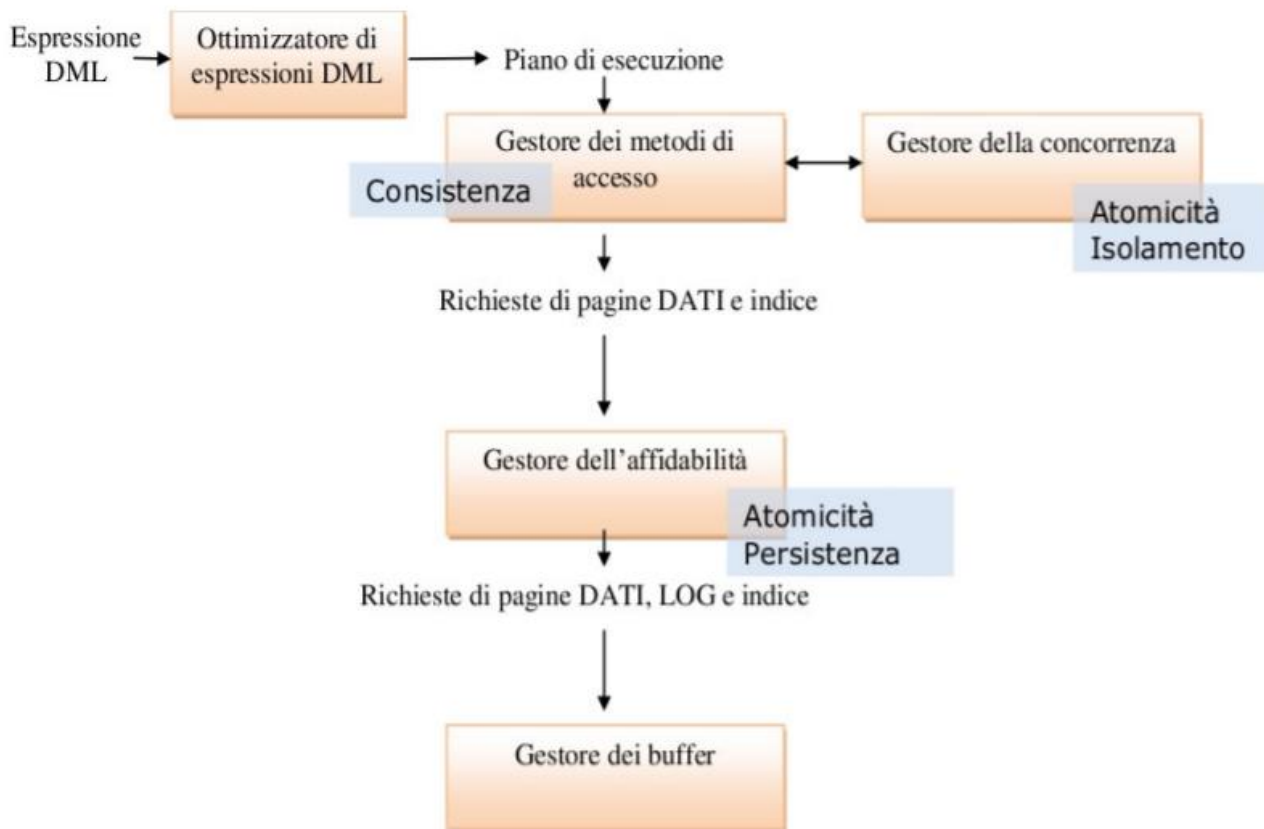 Espressione
DML
Ottimizzatore di
espressioni DML
Piano di esecuzione
Gestore dei metodi di
accesso
Consistenza
Gestore della concorrenza
Atomicità
Isolamento
Richieste di pagine DATI e indice
Gestore dell'affidabilità
Atomicità
Persistenza
Richieste di pagine DATI, LOG e indice
Gestore dei buffer